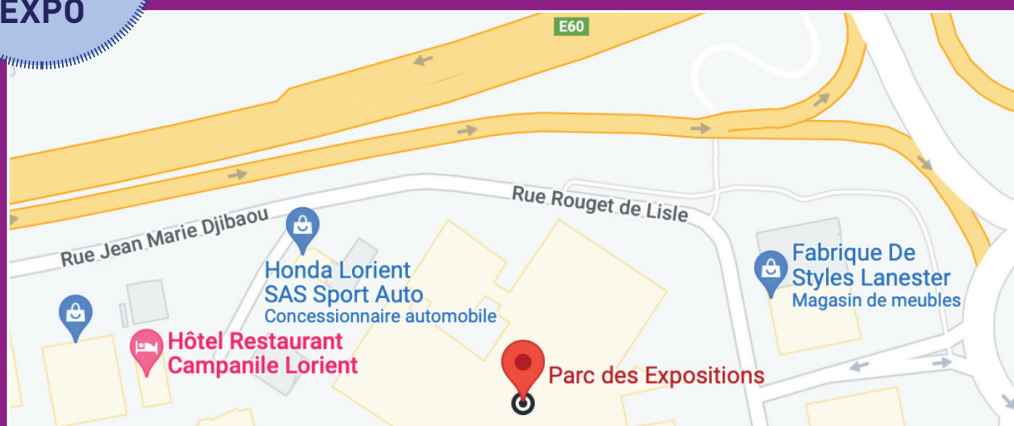 EXPO
E60
Rue Jean Marie Djibaou
Rue Rouget de Lisle
Honda Lorient
SAS Sport Auto
Concessionnaire automobile
Fabrique De
Styles Lanester
Magasin de meubles
Hôtel Restaurant
Campanile Lorient
Parc des Expositions